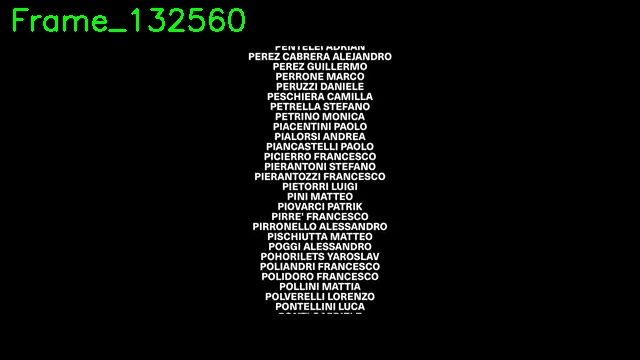 Frame_132560
PENTELEI ADRIAN
PEREZ CABRERA ALEJANDRO
PEREZ GUILLERMO
PERRONE MARCO
PERUZZI DANIELE
PESCHIERA CAMILLA
PETRELLA STEFANO
PETRINO MONICA
PIACENTINI PAOLO
PIALORSI ANDREA
PIANCASTELLI PAOLO
PICIERRO FRANCESCO
PIERANTONI STEFANO
PIERANTOZZI FRANCESCO
PIETORRI LUIGI
PINI MATTEO
PIOVARCI PATRIK
PIRRE' FRANCESCO
PIRRONELLO ALESSANDRO
PISCHIUTTA MATTEO
POGGI ALESSANDRO
POHORILETS YAROSLAV
POLIANDRI FRANCESCO
POLIDORO FRANCESCO
POLLINI MATTIA
POLVERELLI LORENZO
PONTELLINI LUCA